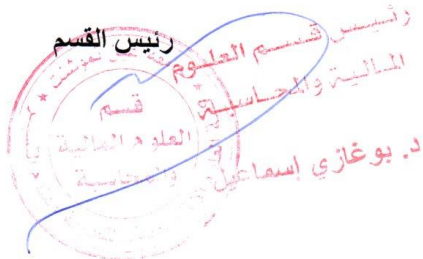 رئيس القسم
رئيس قسم العلوم
المالية والمحاسبة
د. بوغازي إسماعيل
قسم
العلوم المالية
والمحاسبة